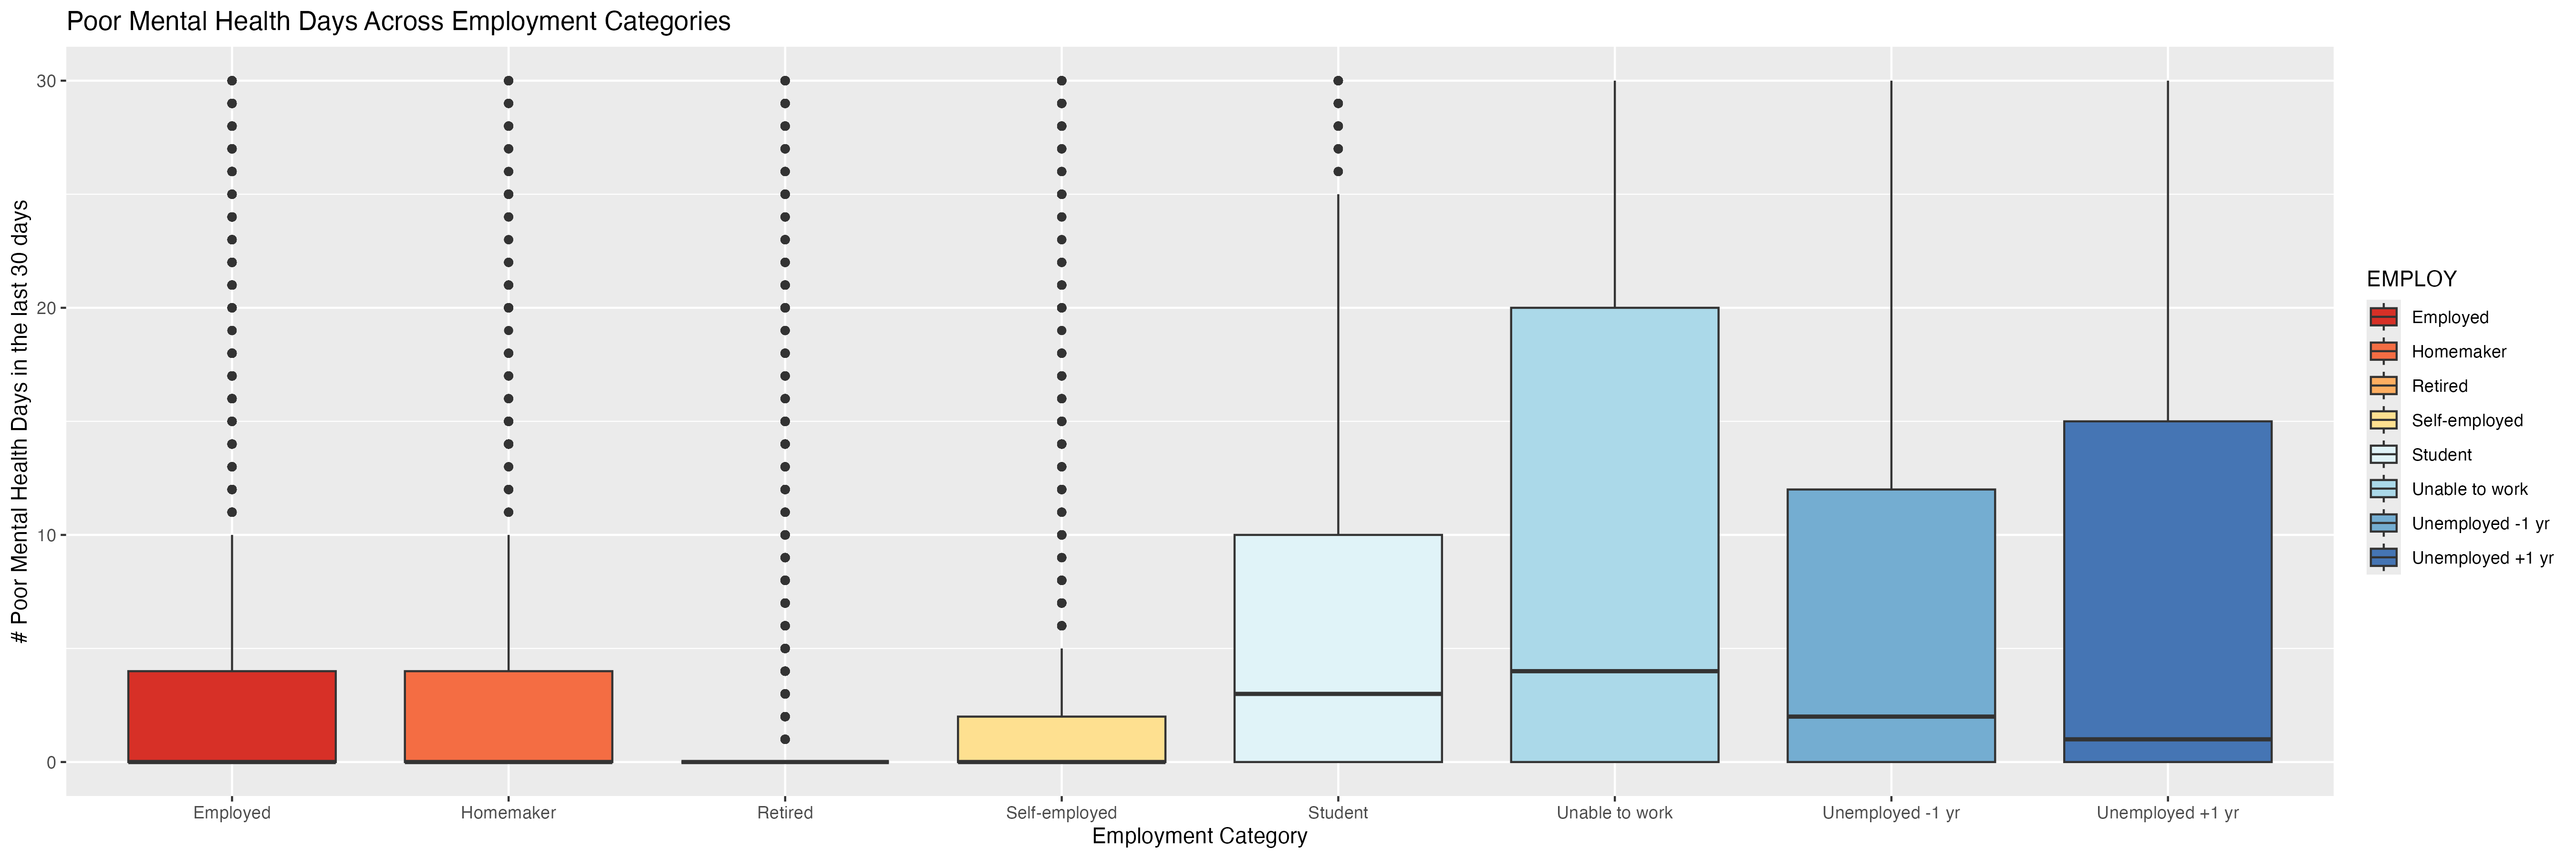 Poor Mental Health Days Across Employment Categories
# Poor Mental Health Days in the last 30 days
30
20
10
0
Employed
Homemaker
Retired
Self-employed
Student
Unable to work
Unemployed -1 yr
Unemployed +1 yr
Employment Category
EMPLOY
Employed
Homemaker
Retired
Self-employed
Student
Unable to work
Unemployed -1 yr
Unemployed +1 yr